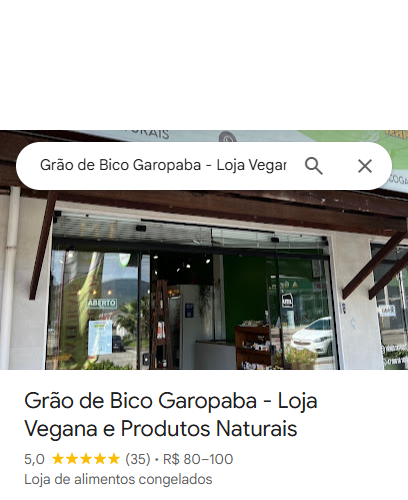 URAIS
Grão de Bico Garopaba - Loja Vegan
ABERTO
Grão de Bico Garopaba - Loja
Vegana e Produtos Naturais
5,0 ★★★★★ (35) • R$ 80–100
Loja de alimentos congelados